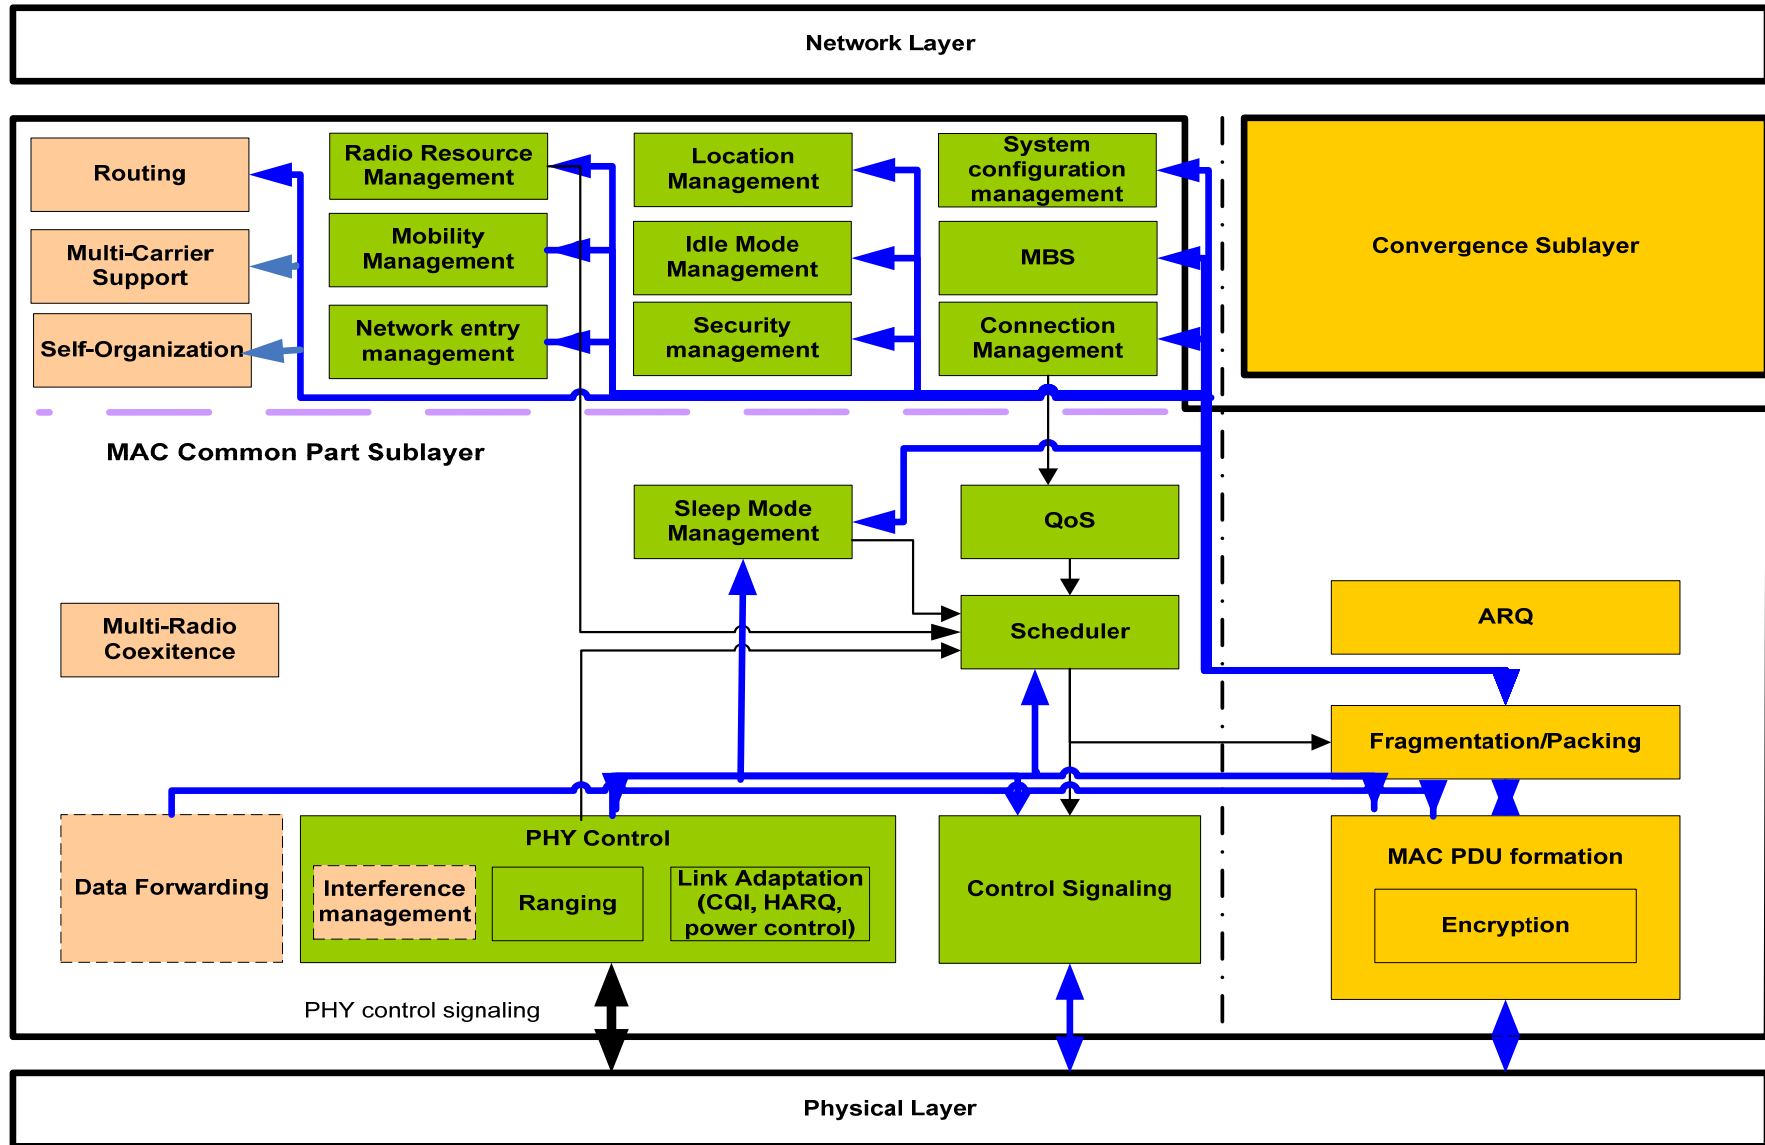 Network Layer
Routing
Radio Resource
Management
Location
Management
System
configuration
management
Convergence Sublayer
Multi-Carrier
Support
Mobility
Management
Idle Mode
Management
MBS
Self-Organization
Network entry
management
Security
management
Connection
Management
MAC Common Part Sublayer
Sleep Mode
Management
QoS
Multi-Radio
Coexitence
Scheduler
ARQ
Fragmentation/Packing
Data Forwarding
PHY Control
Interference
management
Ranging
Link Adaptation
(CQI, HARQ,
power control)
Control Signaling
MAC PDU formation
Encryption
PHY control signaling
Physical Layer